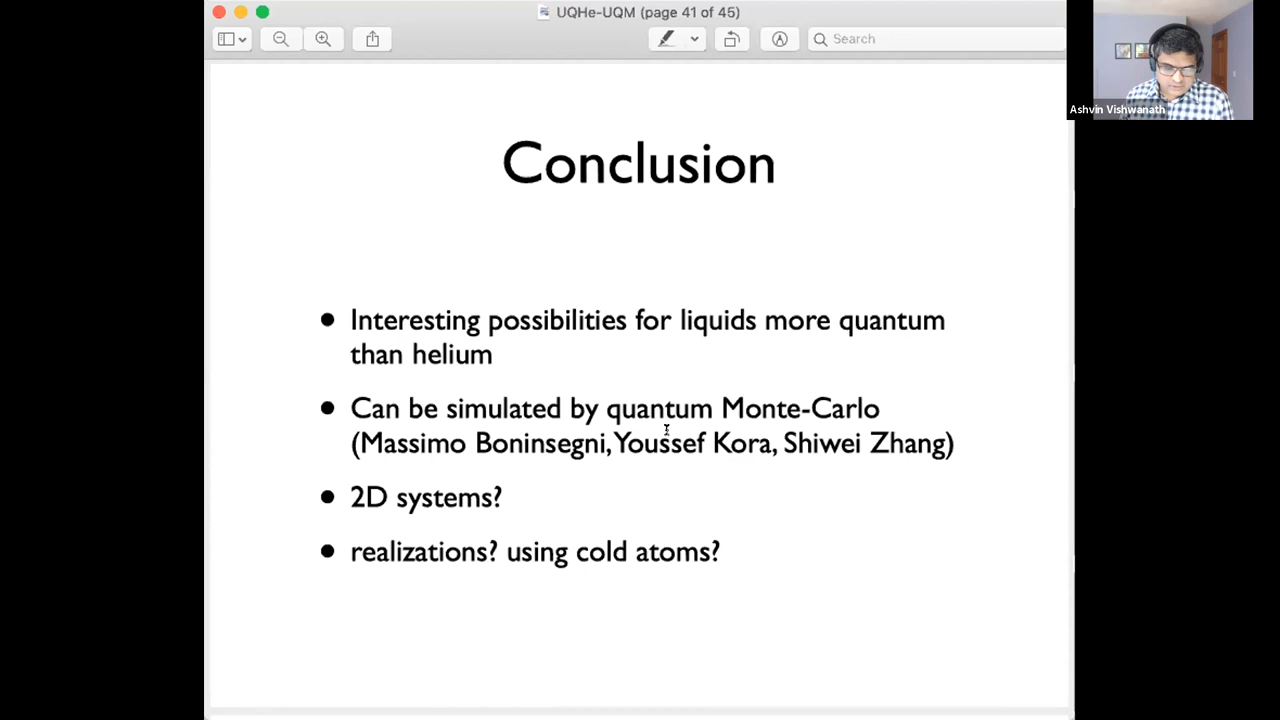 UQHe-UQM (page 41 of 45)
Search
Ashvin Vishwanath
Conclusion
• Interesting possibilities for liquids more quantum
than helium
• Can be simulated by quantum Monte-Carlo
(Massimo Boninsegni, Youssef Kora, Shiwei Zhang)
• 2D systems?
• realizations? using cold atoms?